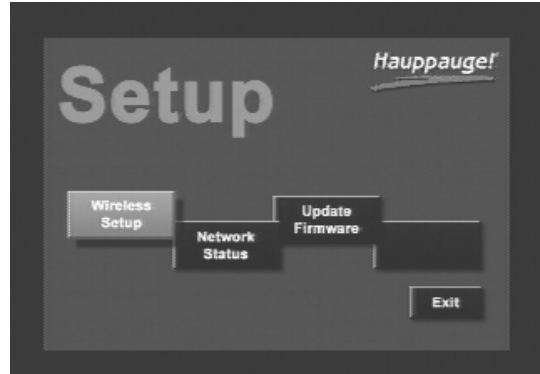 Hauppauge!
Setup
Wireless
Setup
Network
Status
Update
Firmware
Exit